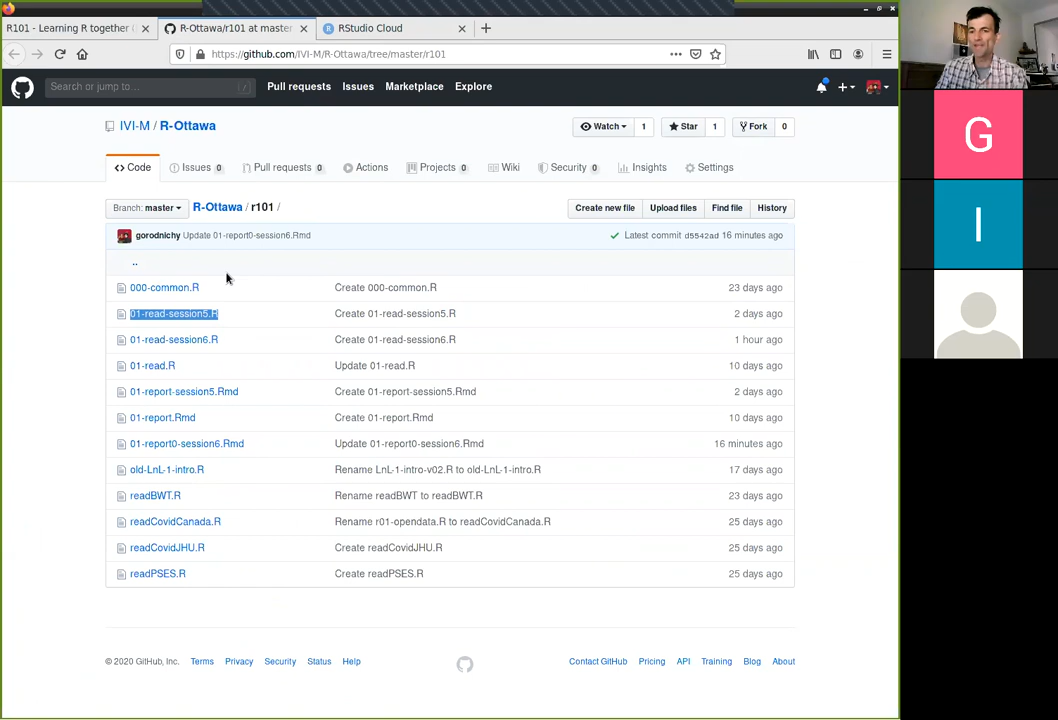 R101 - Learning R together (
R-Ottawa/r101 at master
RStudio Cloud
https://github.com/IVI-M/R-Ottawa/tree/master/r101
Search or jump to...
/
Pull requests
Issues
Marketplace
Explore
IVI-M / R-Ottawa
Watch
1
Star
1
Fork
0
Code
Issues 0
Pull requests 0
Actions
Projects 0
Wiki
Security 0
Insights
Settings
Branch: master
R-Ottawa / r101 /
Create new file
Upload files
Find file
History
gorodnichy Update 01-report0-session6.Rmd
Latest commit d5542ad 16 minutes ago
..
000-common.R Create 000-common.R 23 days ago
01-read-session5.R Create 01-read-session5.R 2 days ago
01-read-session6.R Create 01-read-session6.R 1 hour ago
01-read.R Update 01-read.R 10 days ago
01-report-session5.Rmd Create 01-report-session5.Rmd 2 days ago
01-report.Rmd Create 01-report.Rmd 10 days ago
01-report0-session6.Rmd Update 01-report0-session6.Rmd 16 minutes ago
old-LnL-1-intro.R Rename LnL-1-intro-v02.R to old-LnL-1-intro.R 17 days ago
readBWT.R Rename readBWT to readBWT.R 23 days ago
readCovidCanada.R Rename r01-opendata.R to readCovidCanada.R 25 days ago
readCovidJHU.R Create readCovidJHU.R 25 days ago
readPSES.R Create readPSES.R 25 days ago
© 2020 GitHub, Inc.
Terms
Privacy
Security
Status
Help
Contact GitHub
Pricing
API
Training
Blog
About
G
I